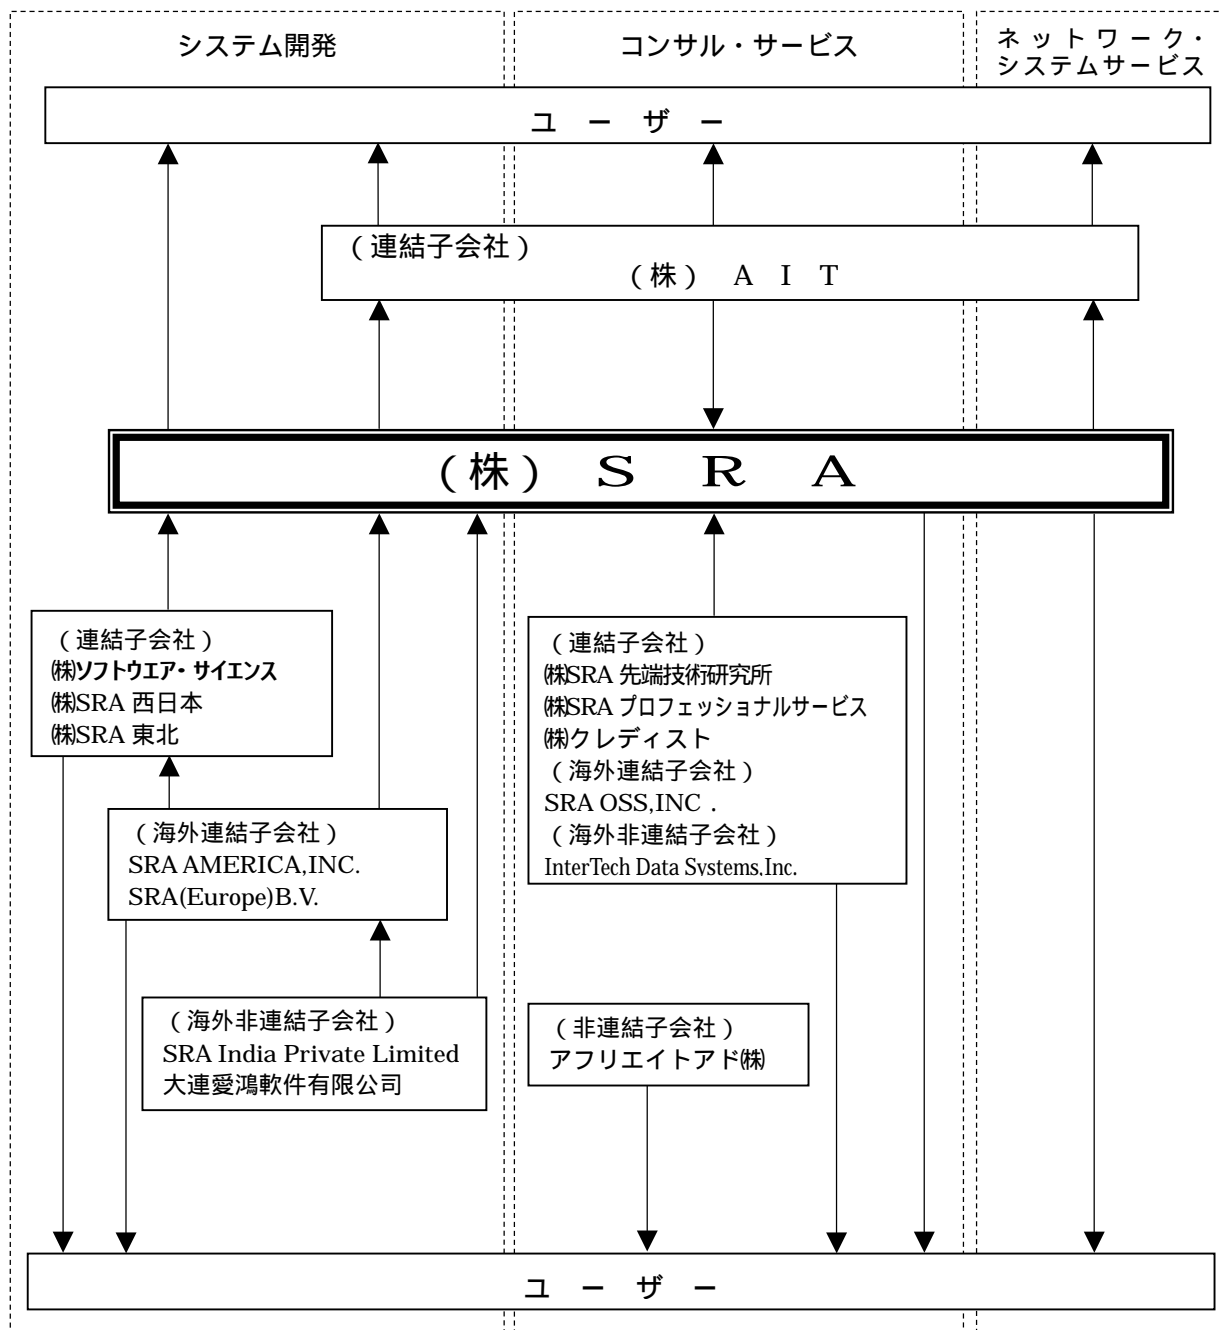 システム開発
コンサル・サービス
ネットワーク・
システムサービス
ユーザー
(連結子会社)
(株) AIT
(株) SRA
(連結子会社)
㈱ソフトウエア・サイエンス
㈱SRA 西日本
㈱SRA 東北
(連結子会社)
㈱SRA 先端技術研究所
㈱SRA プロフェッショナルサービス
㈱クレディスト
(海外連結子会社)
SRA OSS,INC .
(海外非連結子会社)
InterTech Data Systems,Inc.
(海外連結子会社)
SRA AMERICA,INC.
SRA(Europe)B.V.
(海外非連結子会社)
SRA India Private Limited
大連愛鴻軟件有限公司
(非連結子会社)
アフリエイトアド㈱
ユーザー